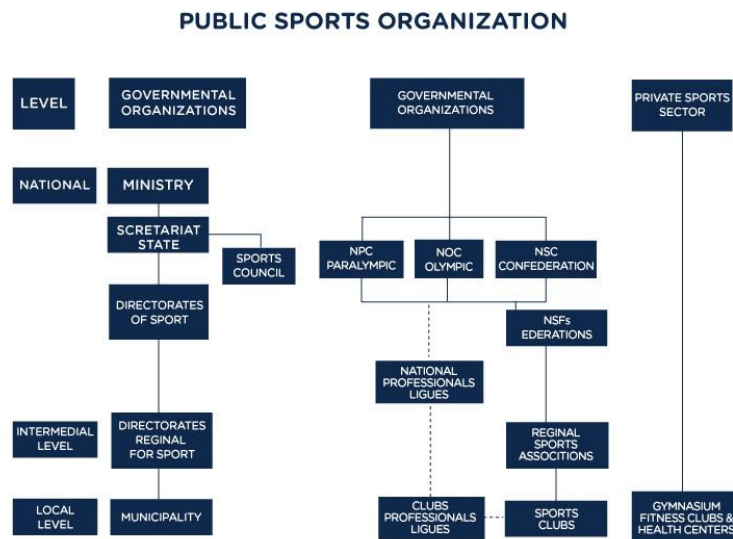 PUBLIC SPORTS ORGANIZATION
LEVEL
GOVERNMENTAL
ORGANIZATIONS
GOVERNMENTAL
ORGANIZATIONS
PRIVATE SPORTS
SECTOR
NATIONAL
MINISTRY
SCRETARIAT
STATE
SPORTS
COUNCIL
NPC
PARALYMPIC
NOC
OLYMPIC
NSC
CONFEDERATION
DIRECTORATES
OF SPORT
NSFs
EDERATIONS
NATIONAL
PROFESSIONALS
LIGUES
INTERMEDIAL
LEVEL
DIRECTORATES
REGINAL
FOR SPORT
REGINAL
SPORTS
ASSOCITIONS
LOCAL
LEVEL
MUNICIPALITY
CLUBS
PROFESSIONALS
LIGUES
SPORTS
CLUBS
GYMNASIUM
FITNESS CLUBS &
HEALTH CENTERS